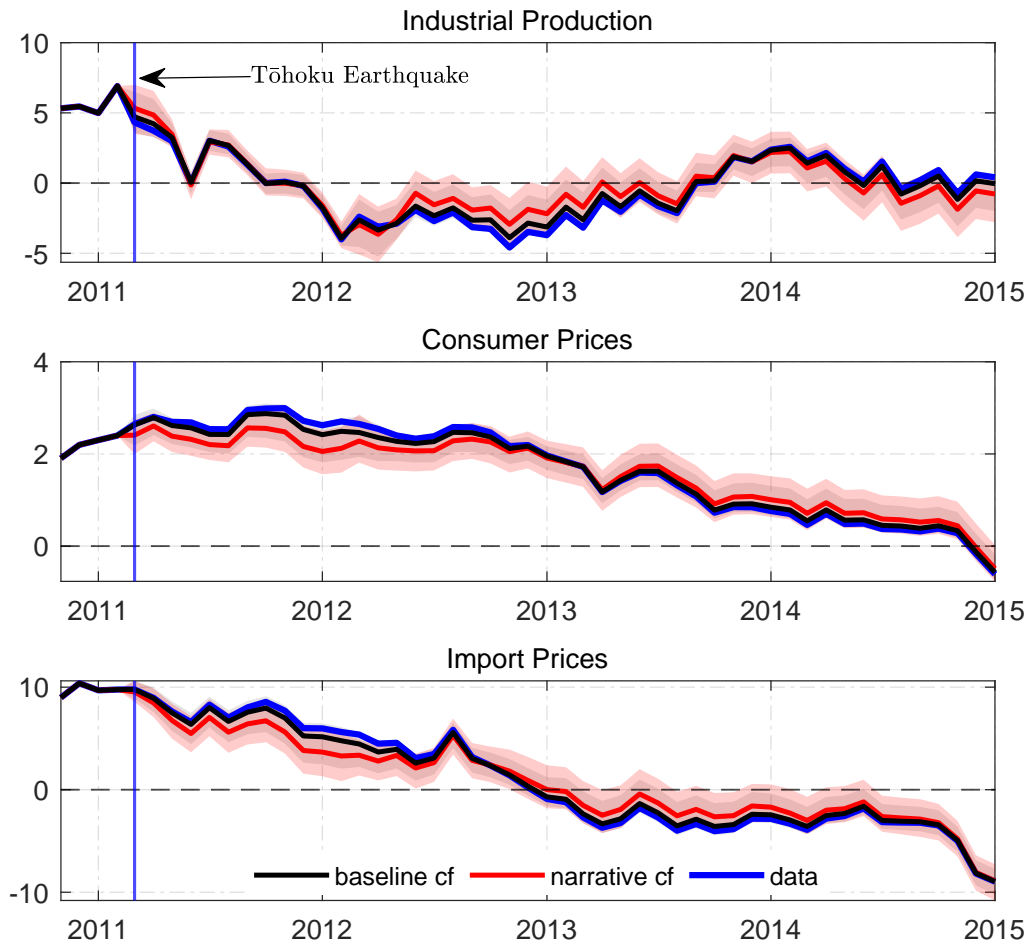 Industrial Production
10
Tōhoku Earthquake
5
0
-5
2011 2012 2013 2014 2015
Consumer Prices
4
2
0
2011 2012 2013 2014 2015
Import Prices
10
0
baseline cf narrative cf data
-10
2011 2012 2013 2014 2015